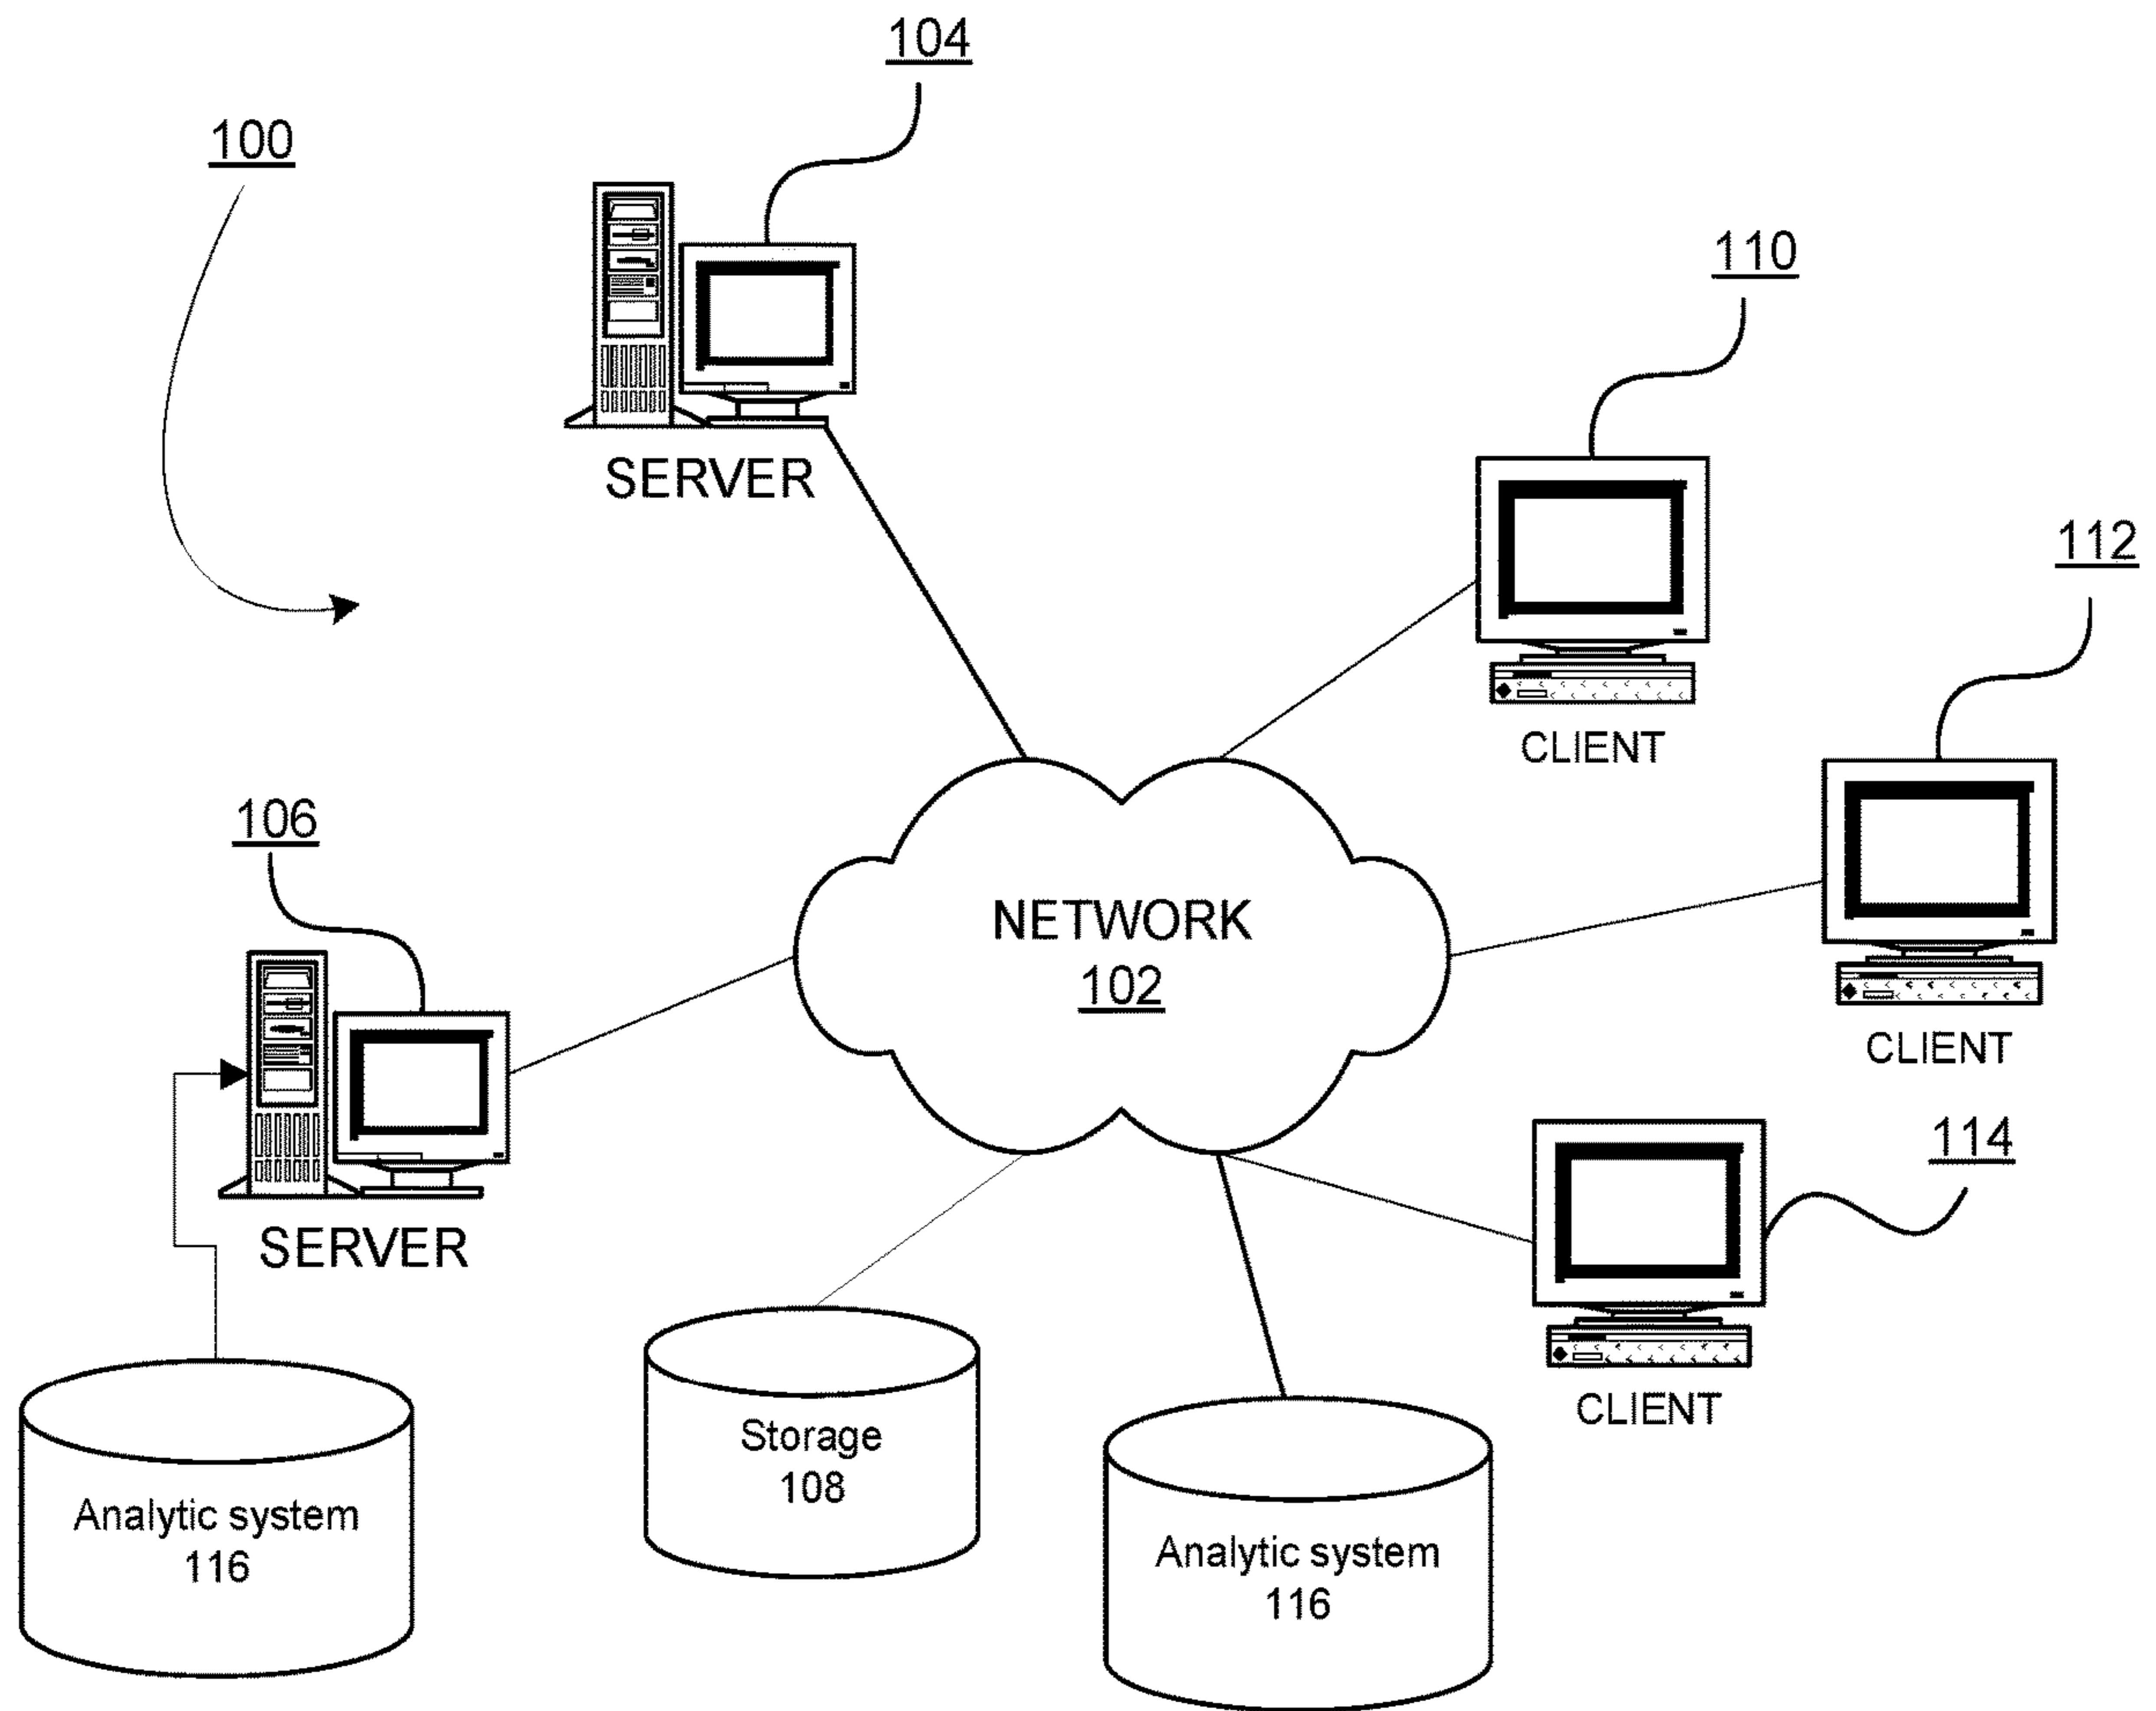 104
100
110
SERVER
112
CLIENT
106
NETWORK
102
CLIENT
114
SERVER
CLIENT
Storage
108
Analytic system
116
Analytic system
116